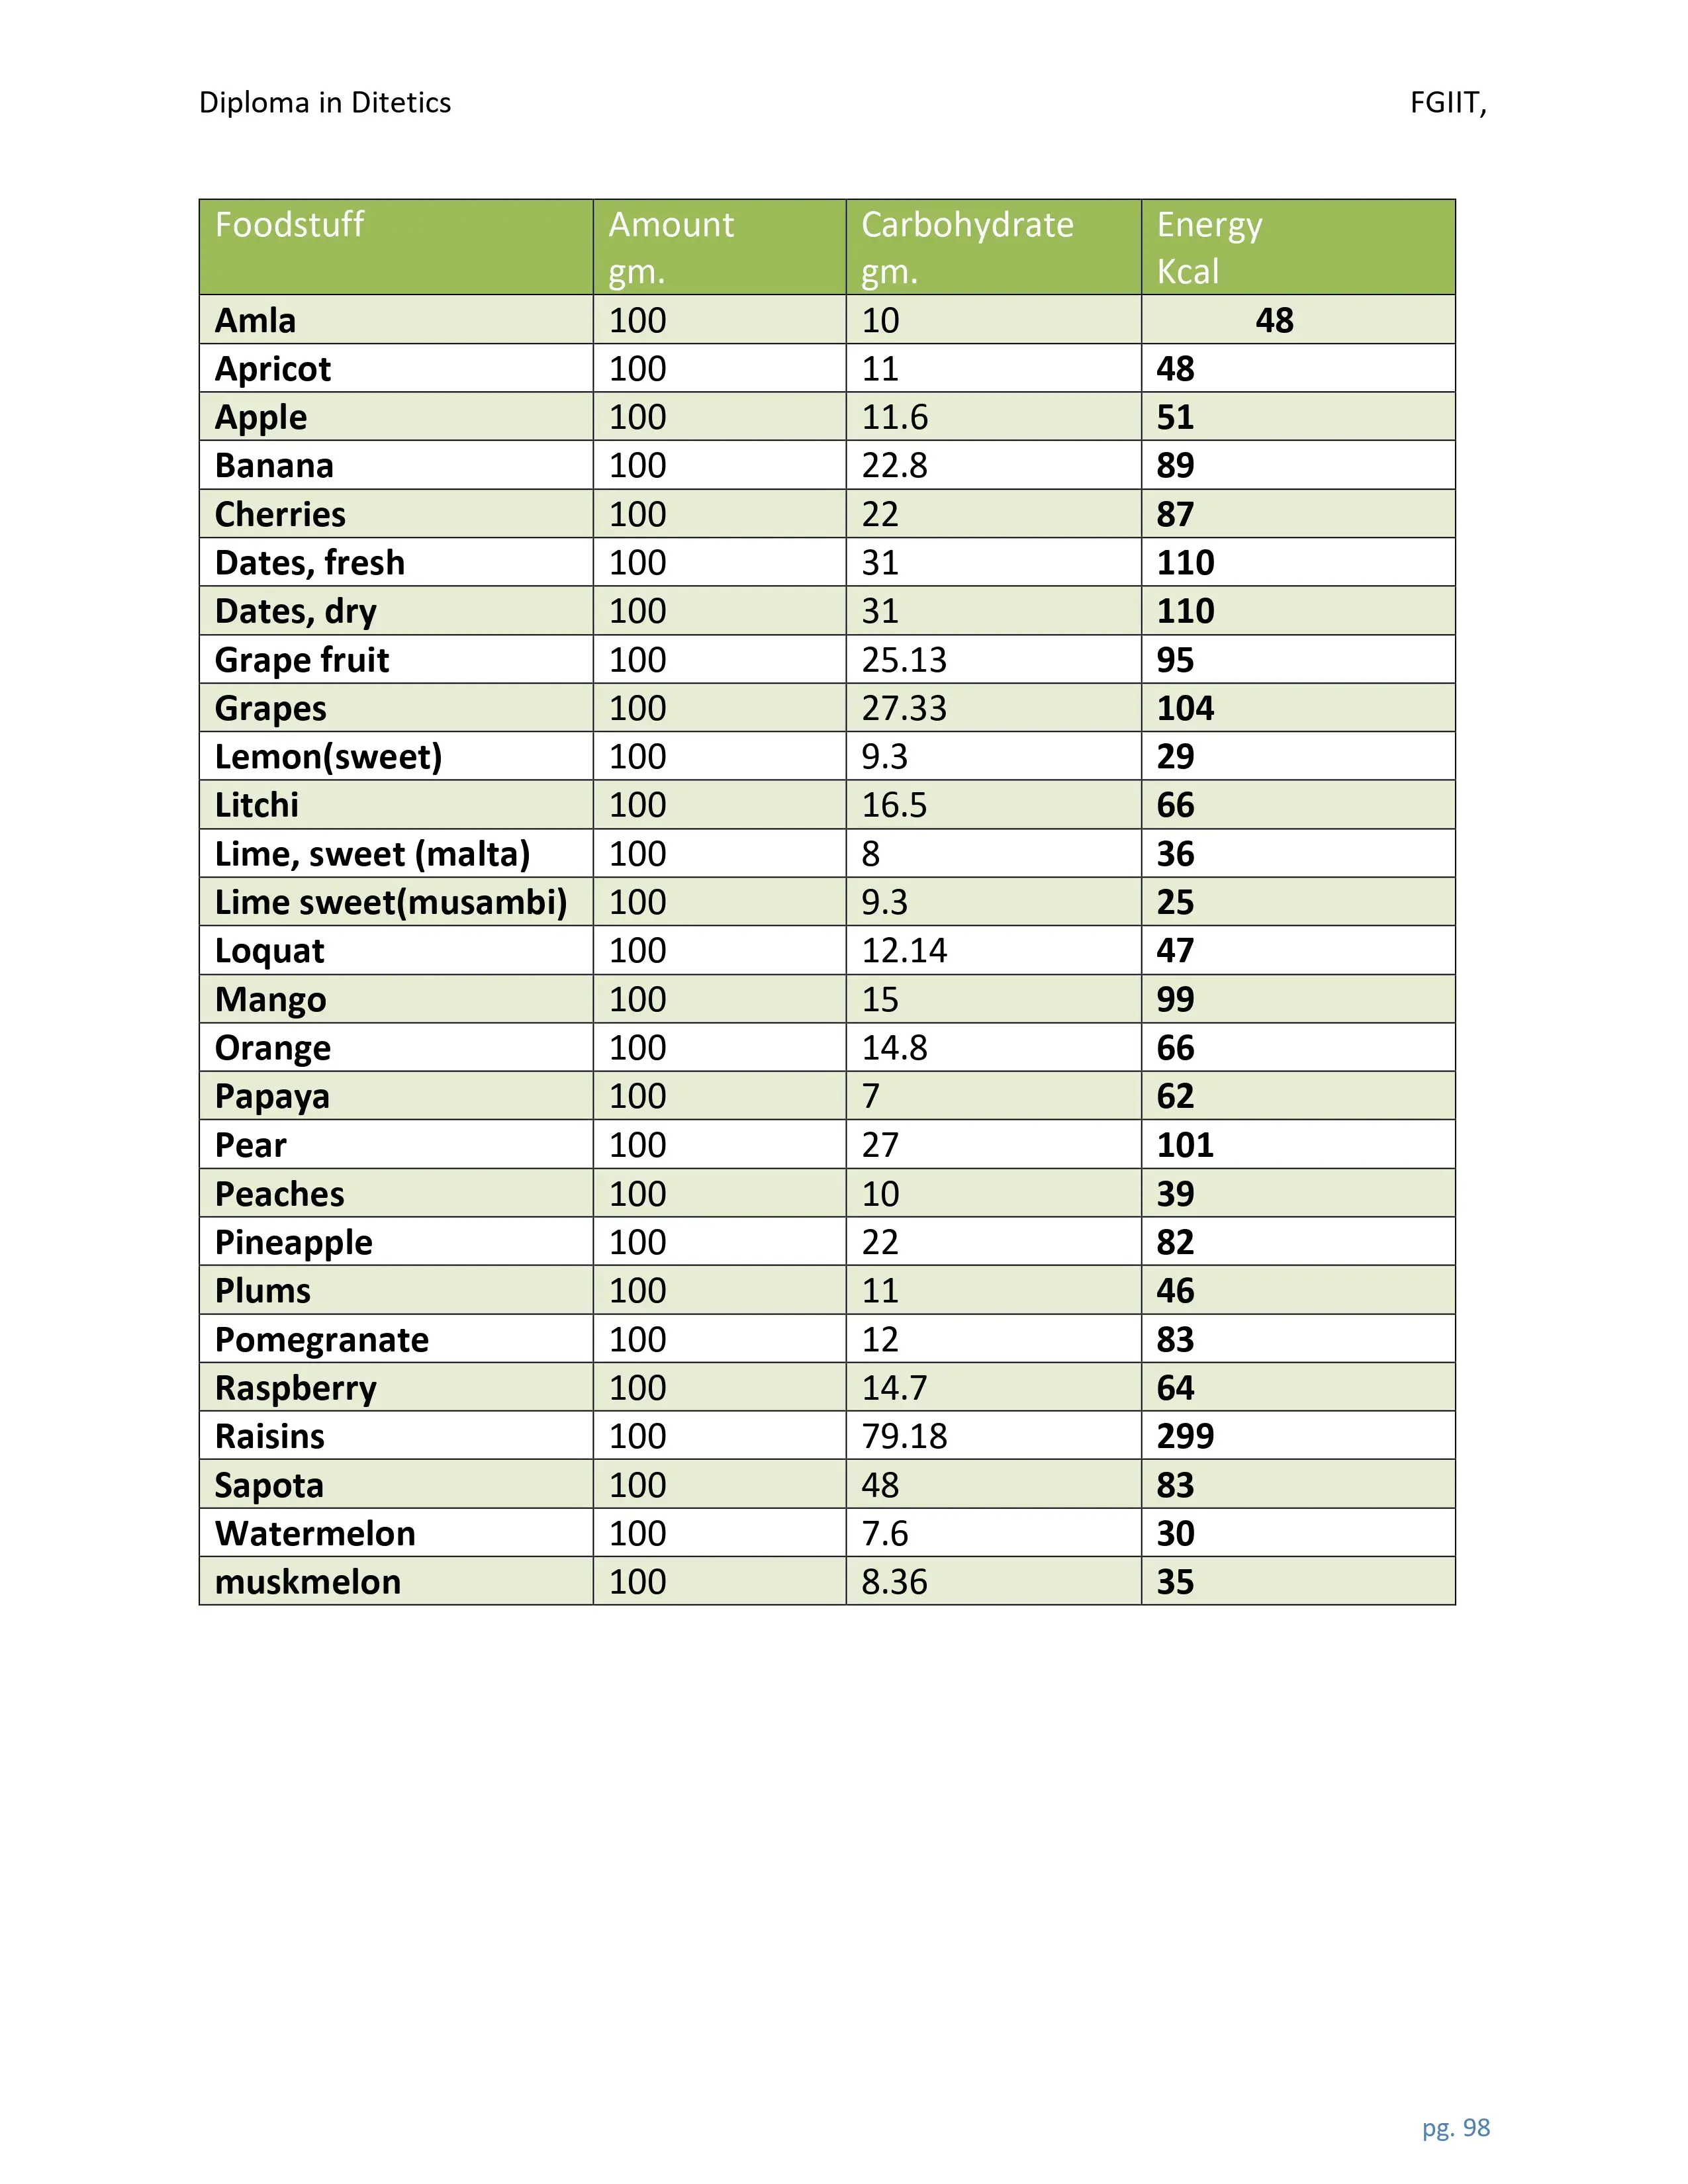 Diploma in Ditetics FGIIT,
Foodstuff Amount gm. Carbohydrate gm. Energy Kcal
Amla 100 10 48
Apricot 100 11 48
Apple 100 11.6 51
Banana 100 22.8 89
Cherries 100 22 87
Dates, fresh 100 31 110
Dates, dry 100 31 110
Grape fruit 100 25.13 95
Grapes 100 27.33 104
Lemon(sweet) 100 9.3 29
Litchi 100 16.5 66
Lime, sweet (malta) 100 8 36
Lime sweet(musambi) 100 9.3 25
Loquat 100 12.14 47
Mango 100 15 99
Orange 100 14.8 66
Papaya 100 7 62
Pear 100 27 101
Peaches 100 10 39
Pineapple 100 22 82
Plums 100 11 46
Pomegranate 100 12 83
Raspberry 100 14.7 64
Raisins 100 79.18 299
Sapota 100 48 83
Watermelon 100 7.6 30
muskmelon 100 8.36 35
pg. 98